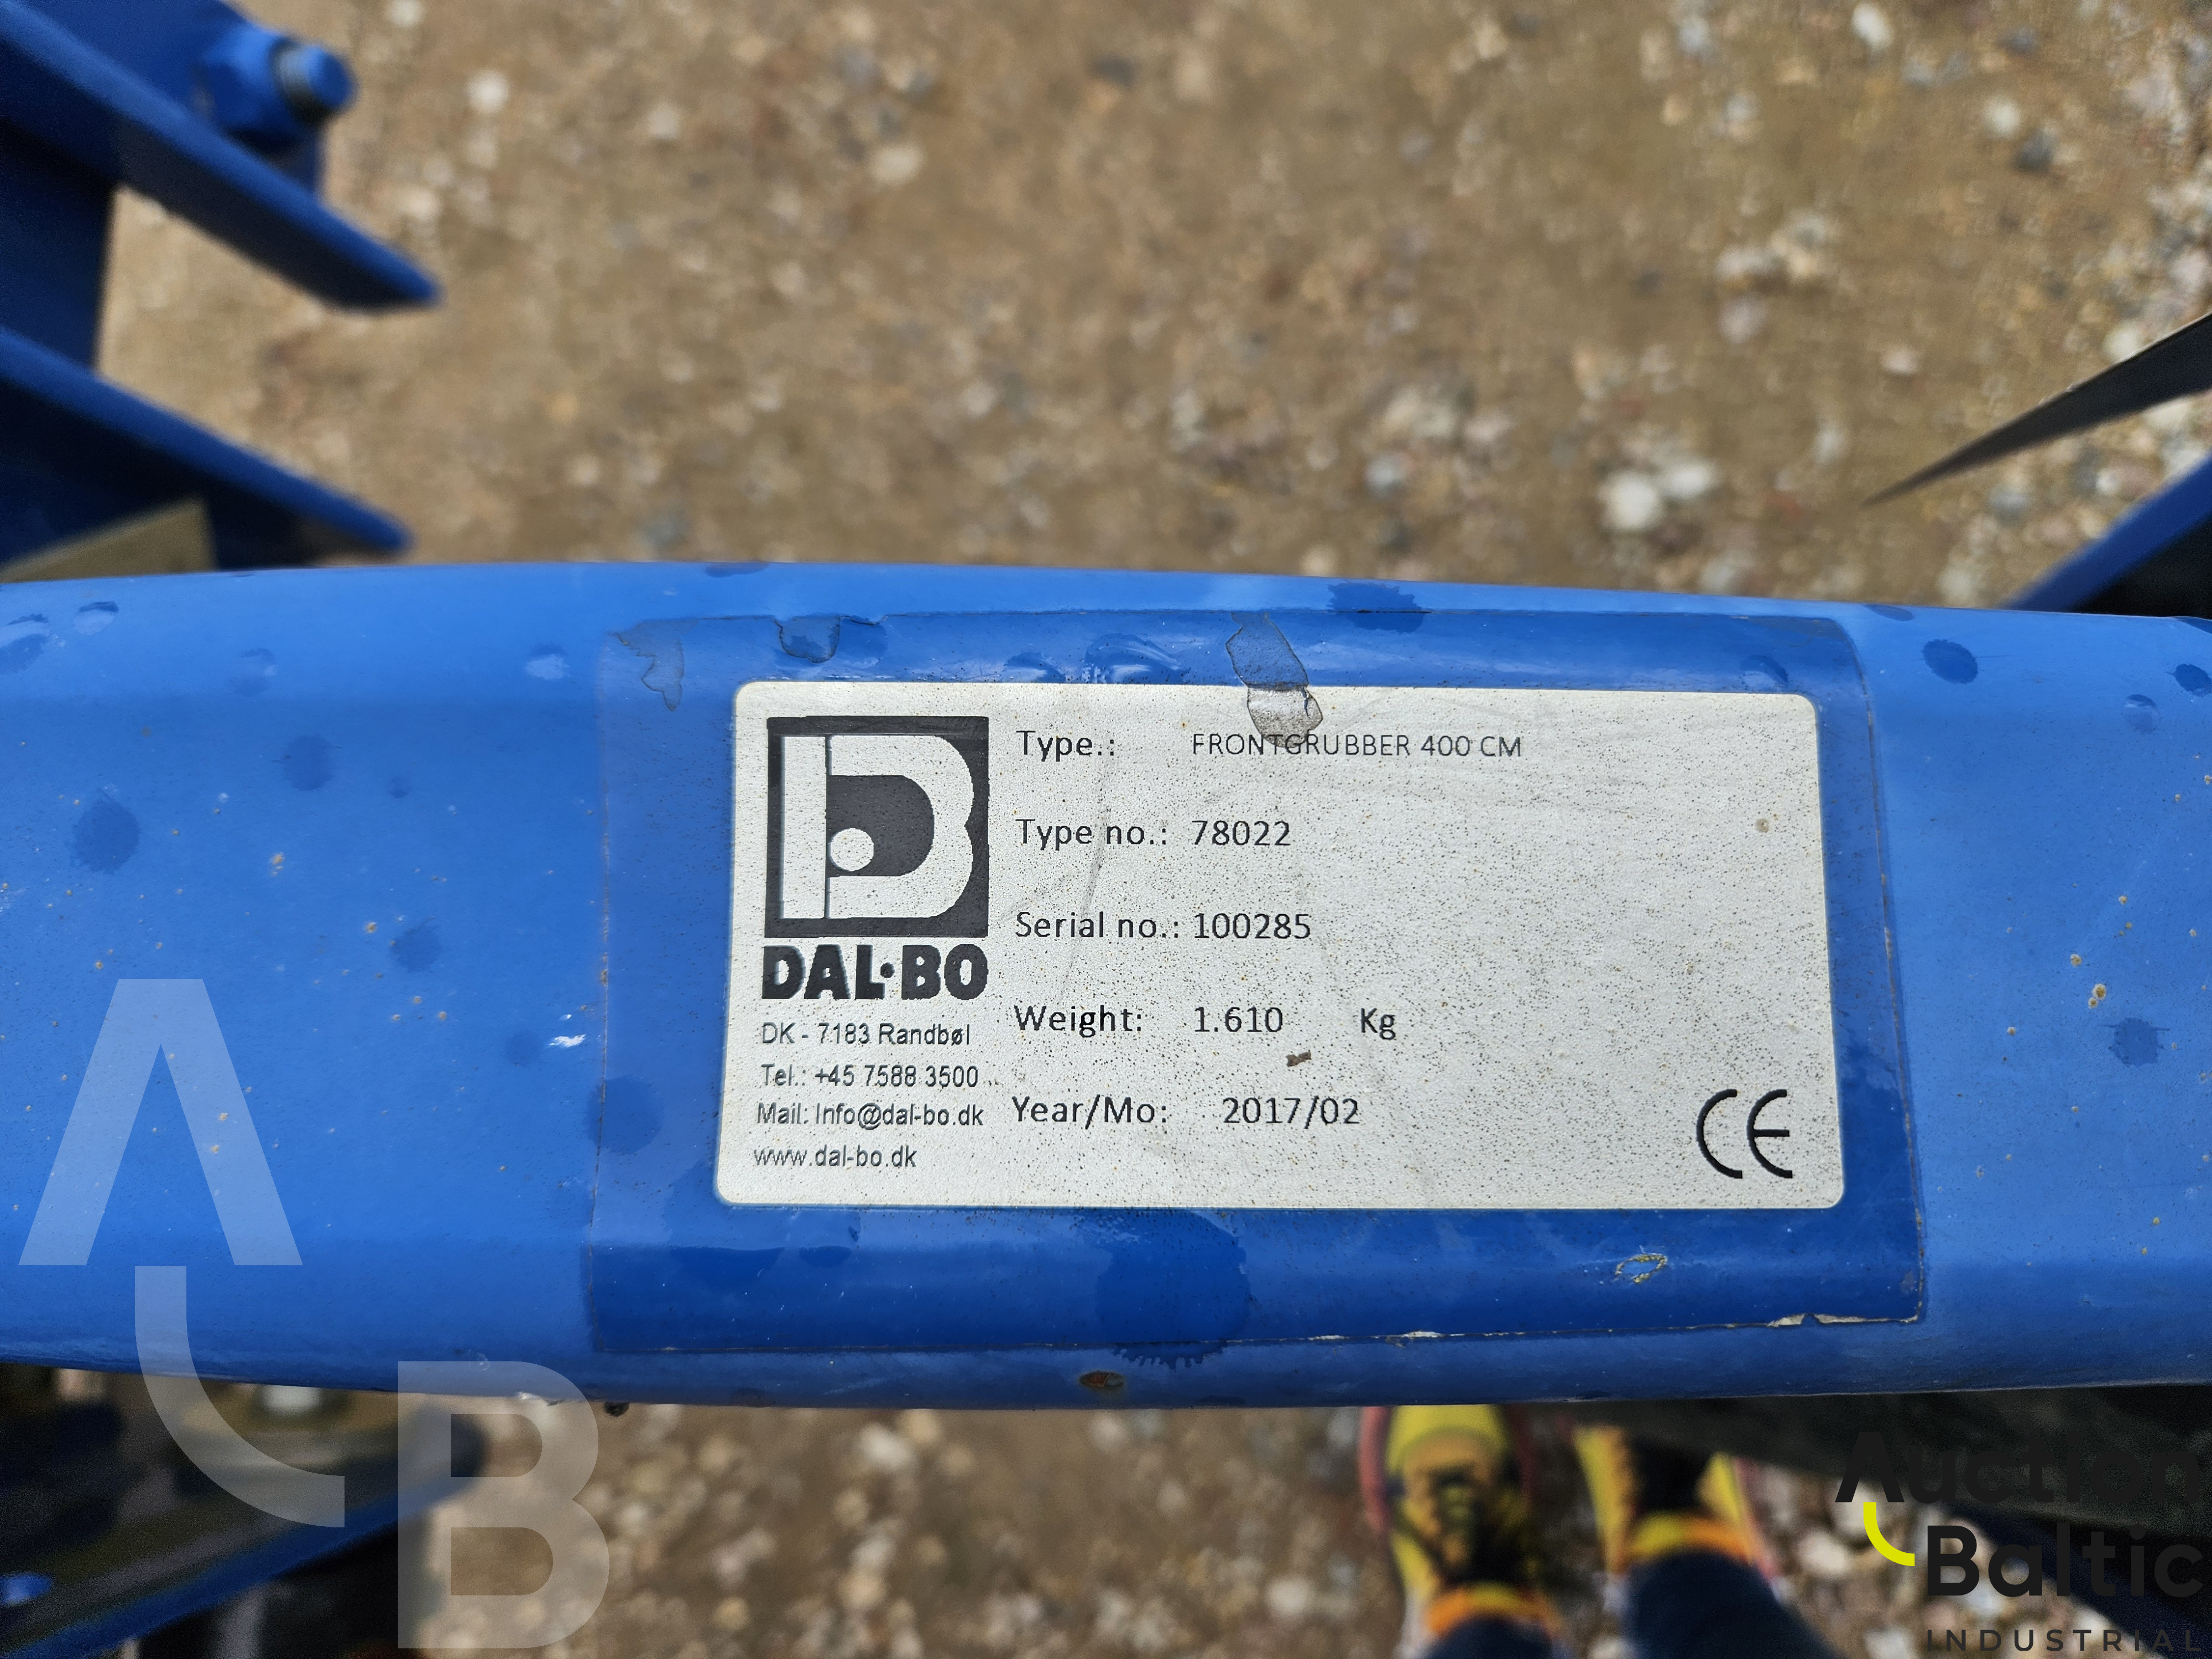 Type.: FRONTGRUBBER 400 CM
Type no.: 78022
Serial no.: 100285
Weight: 1.610 Kg
Year/Mo: 2017/02
DAL·BO
DK - 7183 Randbøl
Tel.: +45 7588 3500
Mail: Info@dal-bo.dk
www.dal-bo.dk
CE
A
B
Auction
Baltic
INDUSTRIAL